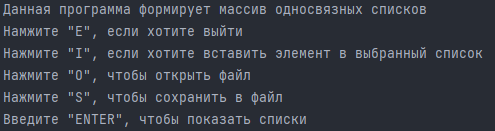 Данная программа формирует массив односвязных списков
Намжите "E", если хотите выйти
Нажмите "I", если хотите вставить элемент в выбранный список
Нажмите "O", чтобы открыть файл
Нажмите "S", чтобы сохранить в файл
Введите "ENTER", чтобы показать списки